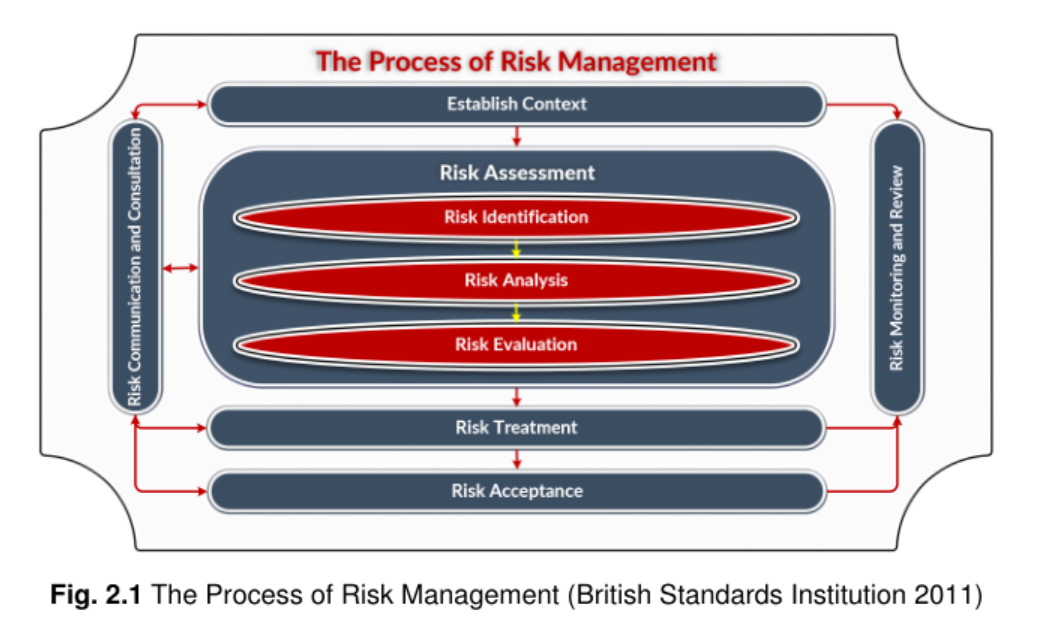 The Process of Risk Management
Establish Context
Risk Communication and Consultation
Risk Assessment
Risk Identification
Risk Analysis
Risk Evaluation
Risk Monitoring and Review
Risk Treatment
Risk Acceptance
Fig. 2.1 The Process of Risk Management (British Standards Institution 2011)